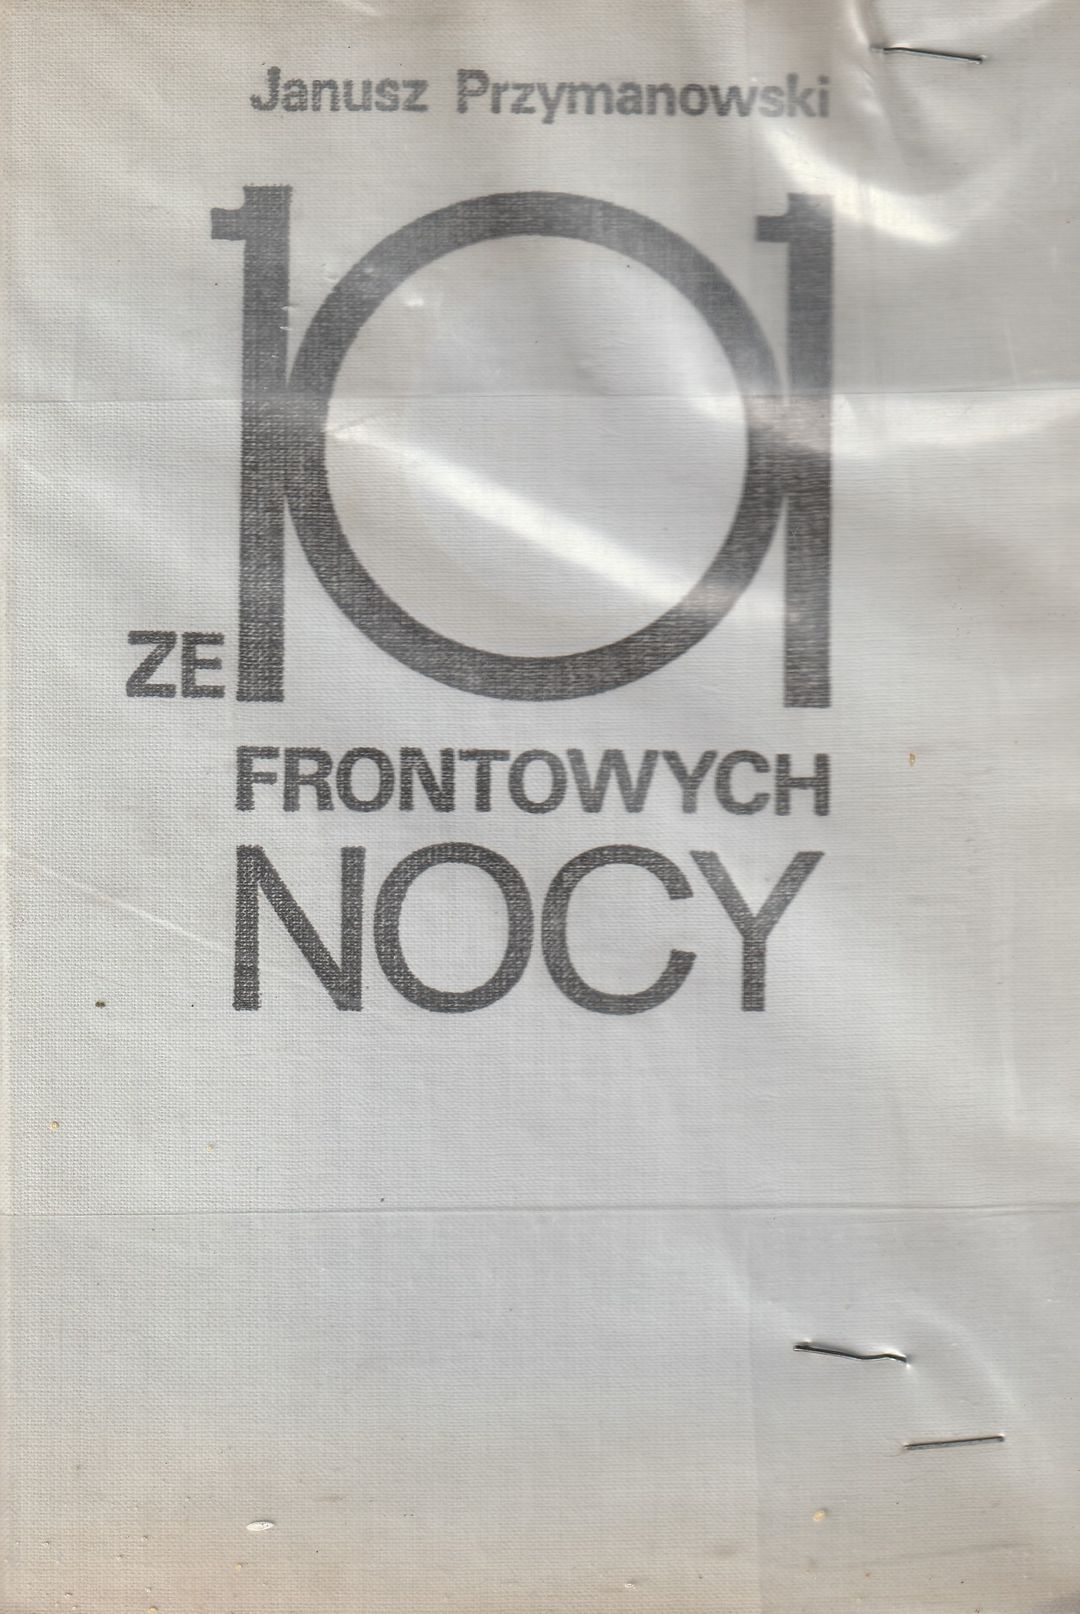 Janusz Przymanowski
ZE 101
FRONTOWYCH
NOCY